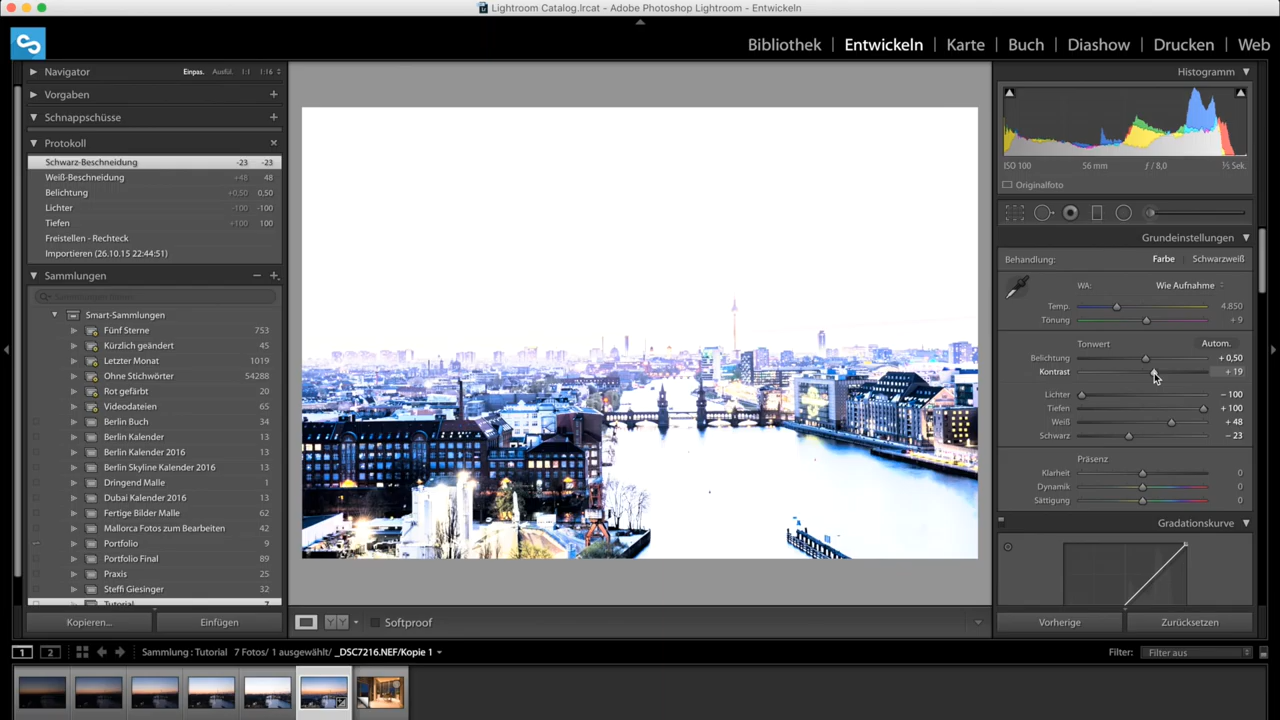 Lightroom Catalog.lrcat - Adobe Photoshop Lightroom - Entwickeln
Bibliothek | Entwickeln | Karte | Buch | Diashow | Drucken | Web
Navigator Einpas. Ausfül. 1:1 1:16
Vorgaben
Schnappschüsse
Protokoll
Schwarz-Beschneidung -23 -23
Weiß-Beschneidung +48 48
Belichtung +0,50 0,50
Lichter -100 -100
Tiefen +100 100
Freistellen - Rechteck
Importieren (26.10.15 22:44:51)
Sammlungen
Smart-Sammlungen
Fünf Sterne 753
Kürzlich geändert 45
Letzter Monat 1019
Ohne Stichwörter 54288
Rot gefärbt 20
Videodateien 65
Berlin Buch 13
Berlin Kalender 13
Berlin Kalender 2016 13
Berlin Skyline Kalender 2016 13
Dringend Malle 1
Dubai Kalender 2016 13
Fertige Bilder Malle 62
Mallorca Fotos zum Bearbeiten 42
Portfolio 9
Portfolio Final 89
Praxis 25
Steffi Giesinger 32
Tutorial 7
Kopieren... Einfügen
Softproof
Histogramm
ISO 100 56 mm ƒ / 8,0 ⅕ Sek.
Originalfoto
Grundeinstellungen
Behandlung: Farbe Schwarzweiß
WA: Wie Aufnahme
Temp. 4.850
Tönung + 9
Tonwert Autom.
Belichtung + 0,50
Kontrast + 19
Lichter − 100
Tiefen + 100
Weiß + 48
Schwarz − 23
Präsenz
Klarheit 0
Dynamik 0
Sättigung 0
Gradationskurve
Vorherige Zurücksetzen
1 2 Sammlung : Tutorial 7 Fotos/ 1 ausgewählt/ _DSC7216.NEF/Kopie 1 Filter: Filter aus